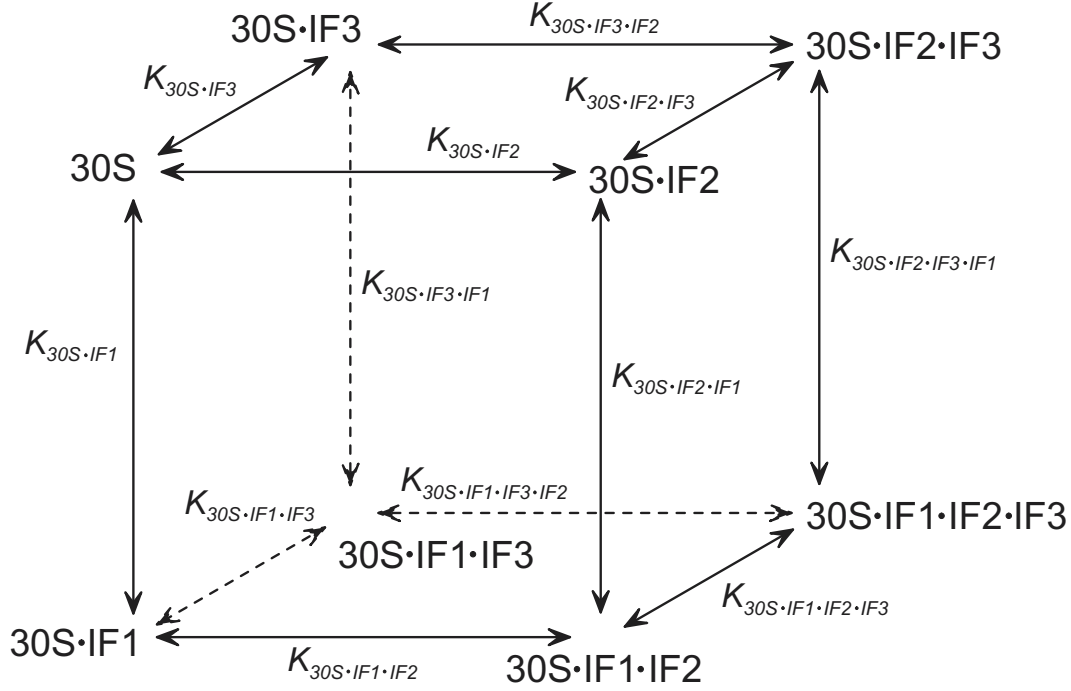 30S·IF3
K30S·IF3·IF2
30S·IF2·IF3
K30S·IF3
K30S·IF2·IF3
K30S·IF2
30S
30S·IF2
K30S·IF2·IF3·IF1
K30S·IF3·IF1
K30S·IF1
K30S·IF2·IF1
K30S·IF1·IF3
K30S·IF1·IF3·IF2
30S·IF1·IF2·IF3
30S·IF1·IF3
K30S·IF1·IF2·IF3
30S·IF1
K30S·IF1·IF2
30S·IF1·IF2